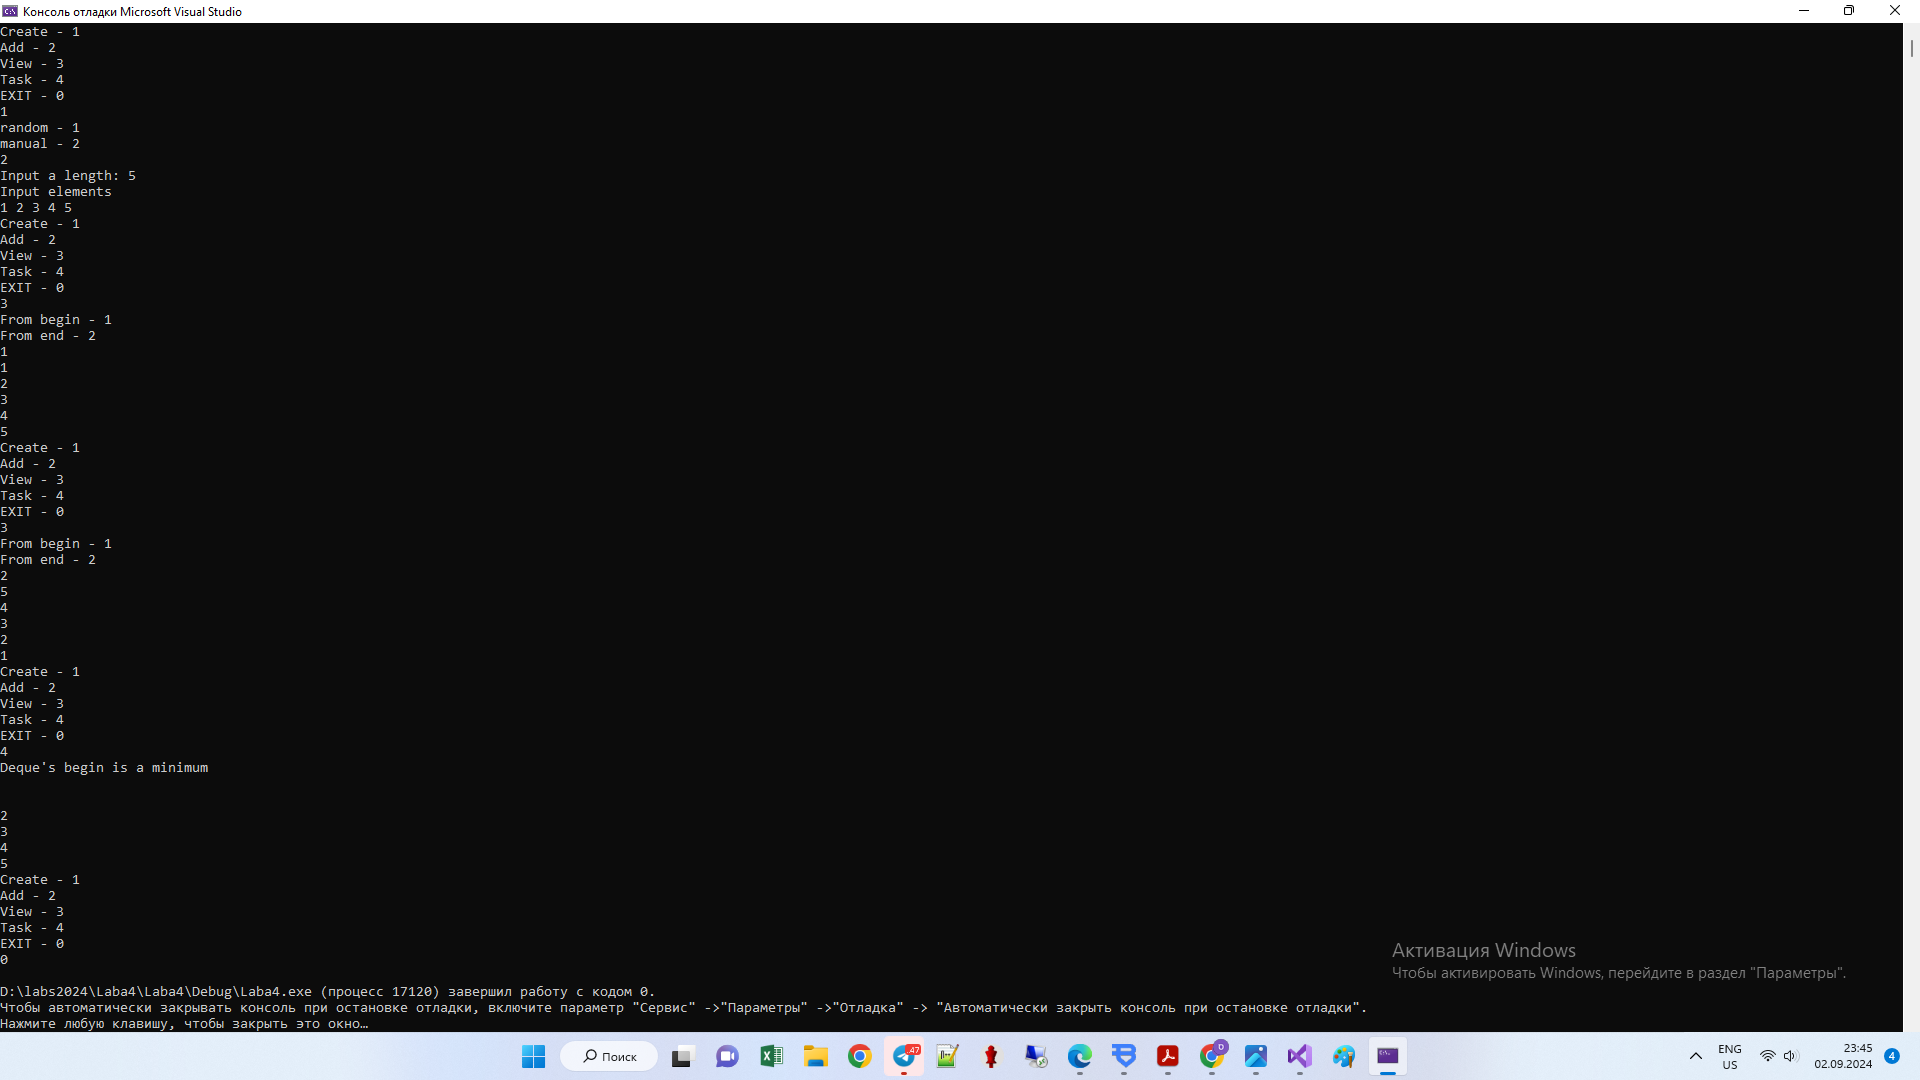 Консоль отладки Microsoft Visual Studio
Create - 1
Add - 2
View - 3
Task - 4
EXIT - 0
1
random - 1
manual - 2
2
Input a length: 5
Input elements
1 2 3 4 5
Create - 1
Add - 2
View - 3
Task - 4
EXIT - 0
3
From begin - 1
From end - 2
1
1
2
3
4
5
Create - 1
Add - 2
View - 3
Task - 4
EXIT - 0
3
From begin - 1
From end - 2
2
5
4
3
2
1
Create - 1
Add - 2
View - 3
Task - 4
EXIT - 0
4
Deque's begin is a minimum
2
3
4
5
Create - 1
Add - 2
View - 3
Task - 4
EXIT - 0
0
Активация Windows
Чтобы активировать Windows, перейдите в раздел "Параметры".
D:\labs2024\Laba4\Laba4\Debug\Laba4.exe (процесс 17120) завершил работу с кодом 0.
Чтобы автоматически закрывать консоль при остановке отладки, включите параметр "Сервис" ->"Параметры" ->"Отладка" -> "Автоматически закрыть консоль при остановке отладки".
Нажмите любую клавишу, чтобы закрыть это окно…
Поиск
47
D
ENG
US
23:45
02.09.2024
4